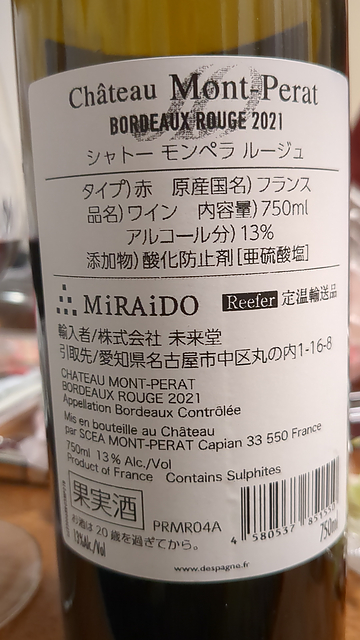 Château Mont-Perat
BORDEAUX ROUGE 2021
シャトー モンペラ ルージュ
タイプ)赤 原産国名)フランス
品名)ワイン 内容量)750ml
アルコール分)13%
添加物)酸化防止剤[亜硫酸塩]
MiRAiDO Reefer 定温輸送品
輸入者/株式会社 未来堂
引取先/愛知県名古屋市中区丸の内1-16-8
CHATEAU MONT-PERAT
BORDEAUX ROUGE 2021
Appellation Bordeaux Contrôlée
Mis en bouteille au Château
par SCEA MONT-PERAT Capian 33 550 France
750ml 13% Alc./Vol
Product of France Contains Sulphites
果実酒
PRMR04A
お酒は20歳を過ぎてから。
13%Alc/Vol
750ml
www.despagne.fr